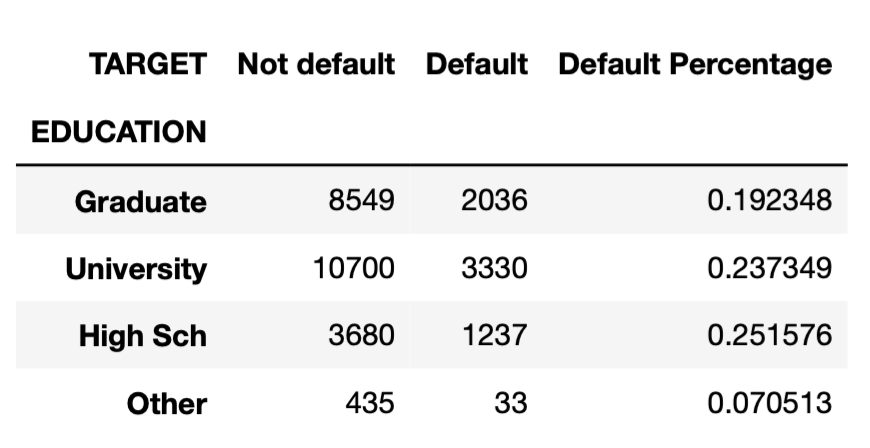 TARGET Not default Default Default Percentage
EDUCATION
Graduate 8549 2036 0.192348
University 10700 3330 0.237349
High Sch 3680 1237 0.251576
Other 435 33 0.070513